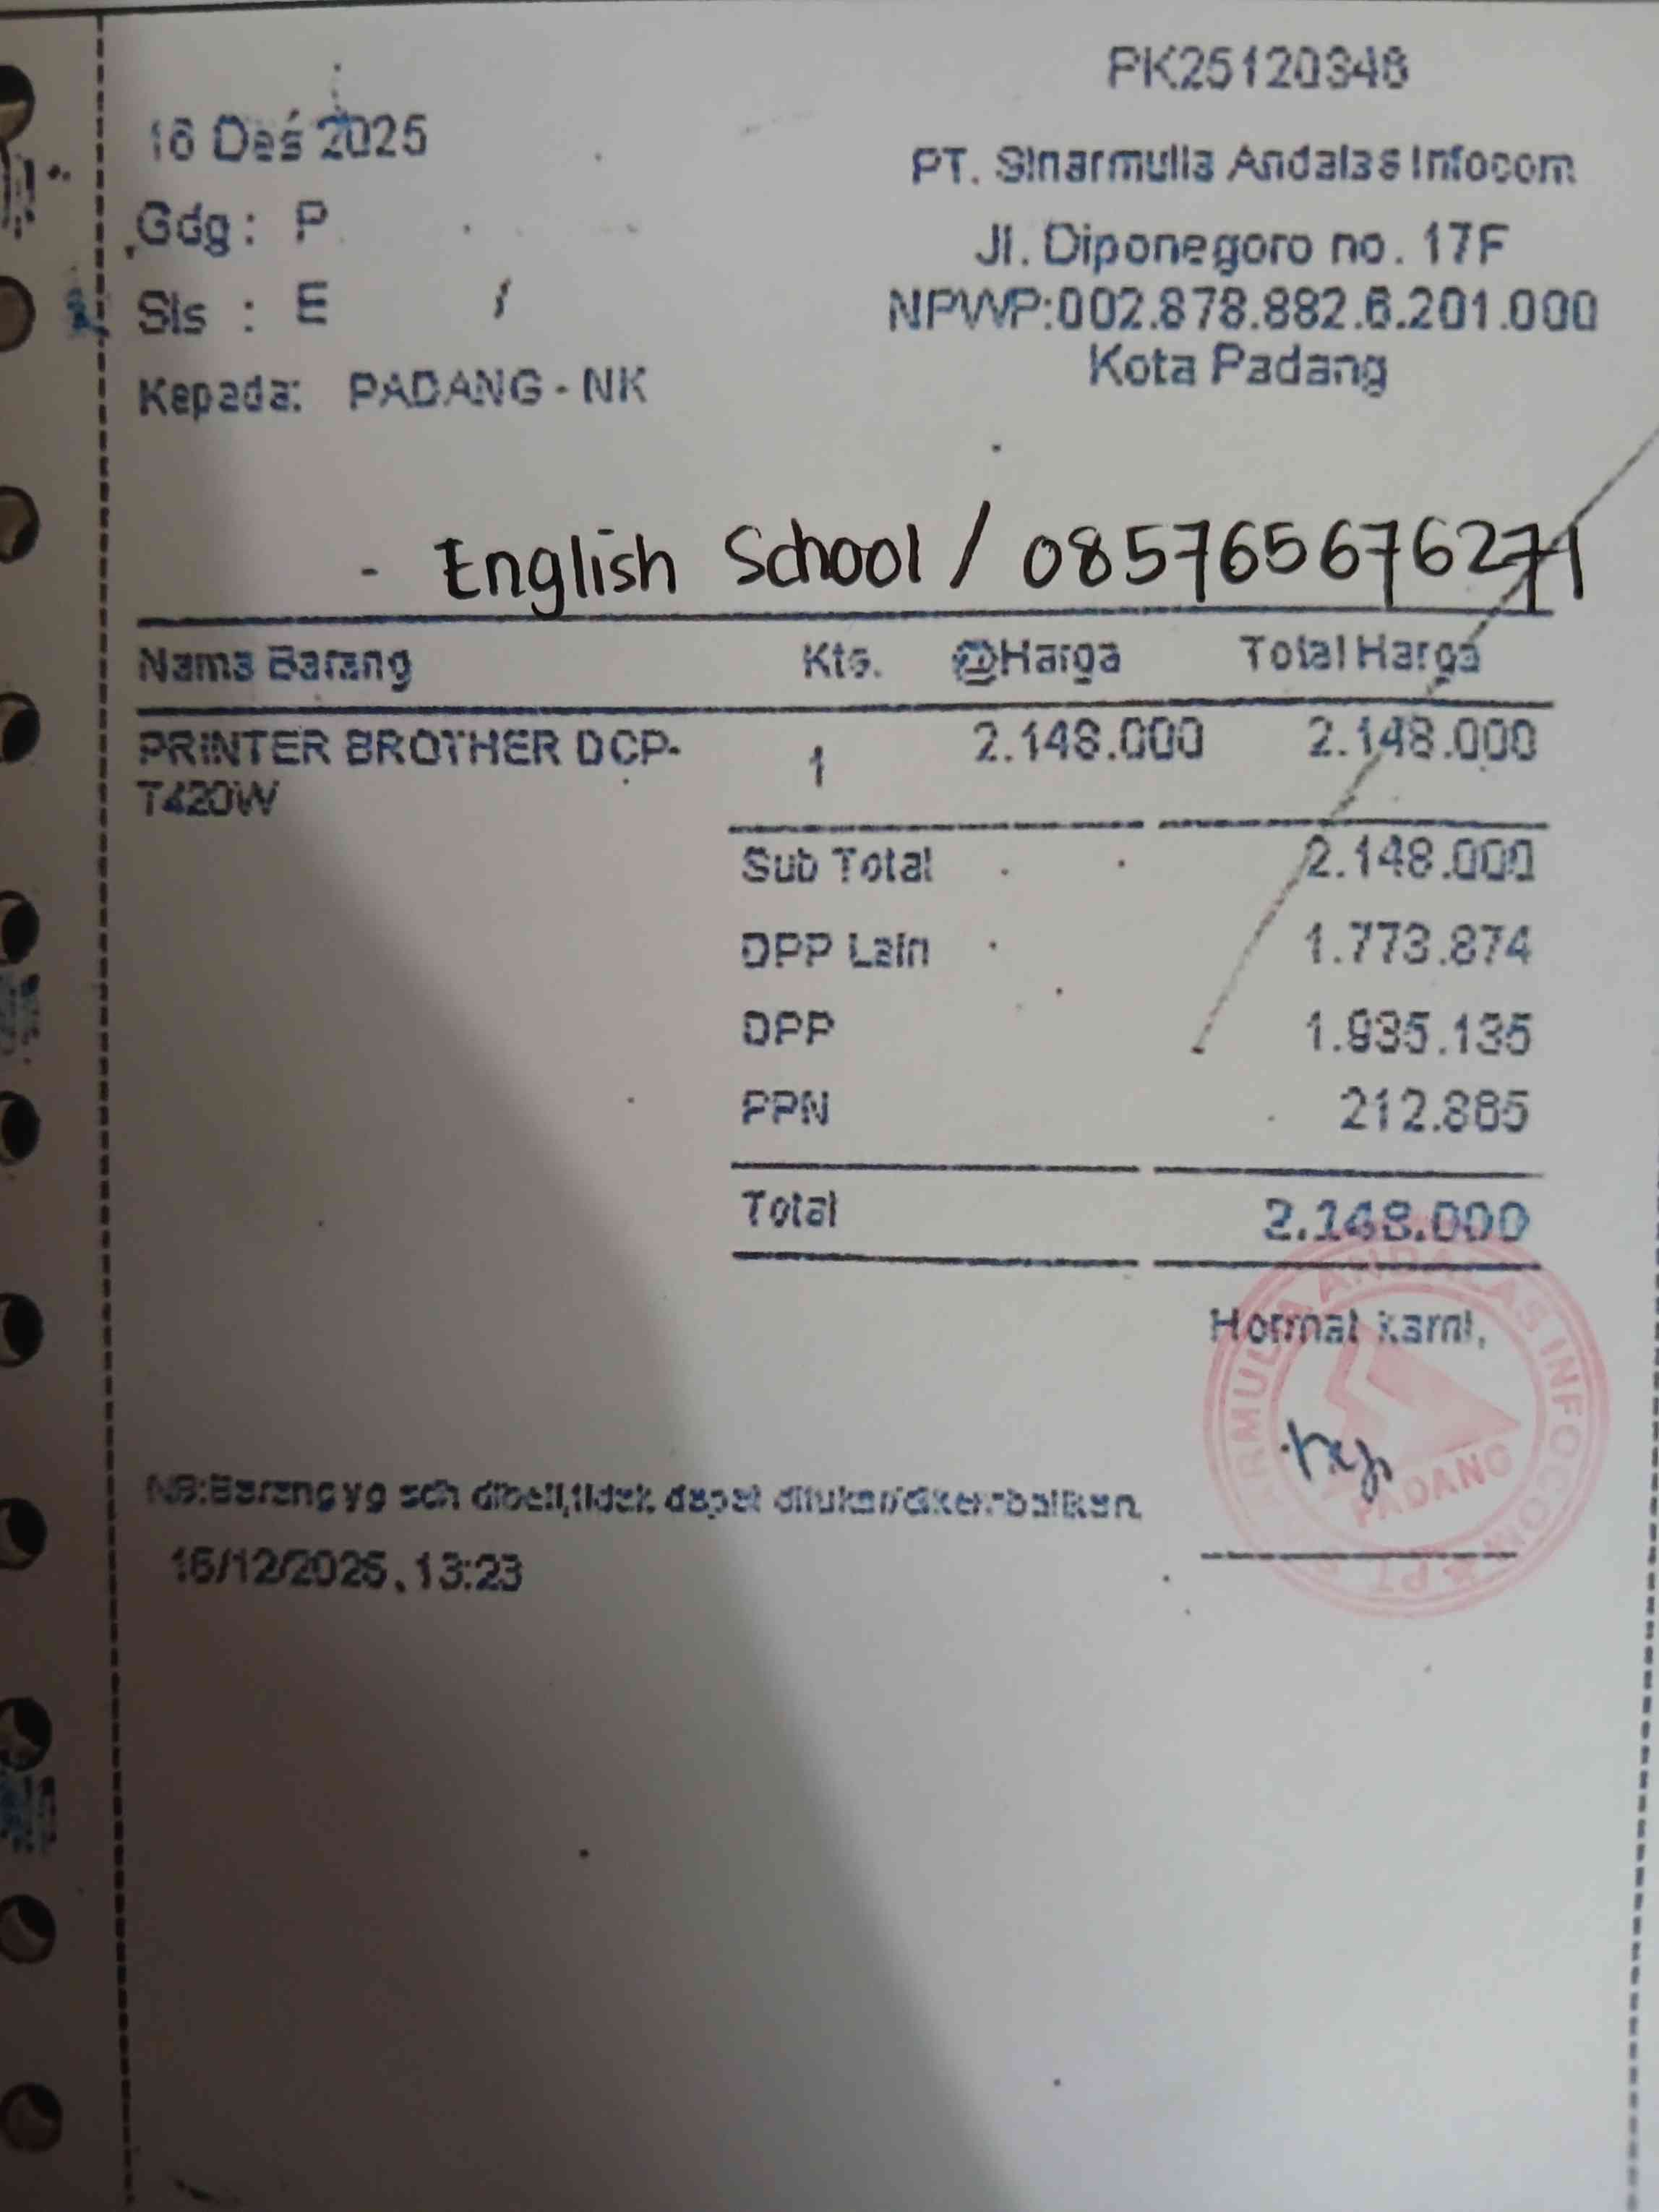 PK25120348
16 Des 2025
PT. Sinarmulia Andalas Infocom
Gdg : P
Jl. Diponegoro no. 17F
Sls : E
NPWP:002.878.882.6.201.000
Kepada: PADANG - NK
Kota Padang
- English School / 085765676271
Nama Barang Kts. @Harga Total Harga
PRINTER BROTHER DCP- 1 2.148.000 2.148.000
T420W
Sub Total 2.148.000
DPP Lain 1.773.874
DPP 1.935.135
PPN 212.865
Total 2.148.000
Hormat kami,
NB:Barang yg sdh dibeli,tidak dapat ditukar/dikembalikan.
16/12/2025, 13:23
PT. SINARMULIA ANDALAS INFOCOM
PADANG